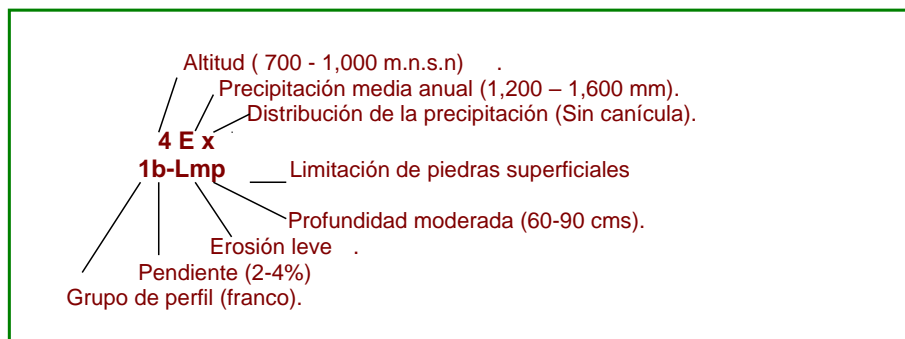 Altitud ( 700 - 1,000 m.n.s.n) .
Precipitación media anual (1,200 – 1,600 mm).
Distribución de la precipitación (Sin canícula).
4 E x
1b-Lmp
Limitación de piedras superficiales
Profundidad moderada (60-90 cms).
Erosión leve .
Pendiente (2-4%)
Grupo de perfil (franco).